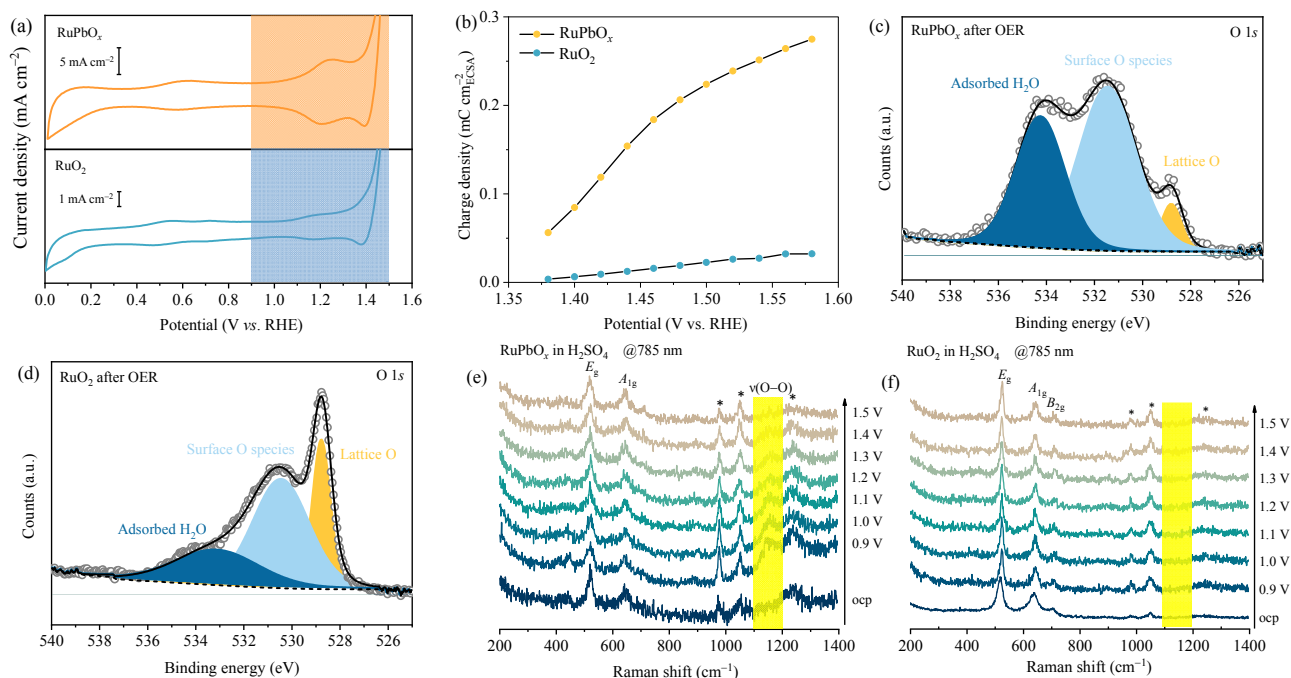 (a)
RuPbOₓ
5 mA cm⁻²
RuO₂
1 mA cm⁻²
Current density (mA cm⁻²)
0.0 0.2 0.4 0.6 0.8 1.0 1.2 1.4 1.6
Potential (V vs. RHE)
(b)
RuPbOₓ
RuO₂
Charge density (mC cm⁻²ECSA)
0.3
0.2
0.1
0.0
1.35 1.40 1.45 1.50 1.55 1.60
Potential (V vs. RHE)
(c)
RuPbOₓ after OER O 1s
Surface O species
Adsorbed H₂O
Lattice O
Counts (a.u.)
540 538 536 534 532 530 528 526
Binding energy (eV)
(d)
RuO₂ after OER O 1s
Surface O species
Lattice O
Adsorbed H₂O
Counts (a.u.)
540 538 536 534 532 530 528 526
Binding energy (eV)
RuPbOₓ in H₂SO₄ @785 nm
(e)
Eg
A1g
ν(O–O)
* * *
1.5 V
1.4 V
1.3 V
1.2 V
1.1 V
1.0 V
0.9 V
ocp
200 400 600 800 1000 1200 1400
Raman shift (cm⁻¹)
RuO₂ in H₂SO₄ @785 nm
(f)
Eg
A1g
B2g
* * *
1.5 V
1.4 V
1.3 V
1.2 V
1.1 V
1.0 V
0.9 V
ocp
200 400 600 800 1000 1200 1400
Raman shift (cm⁻¹)